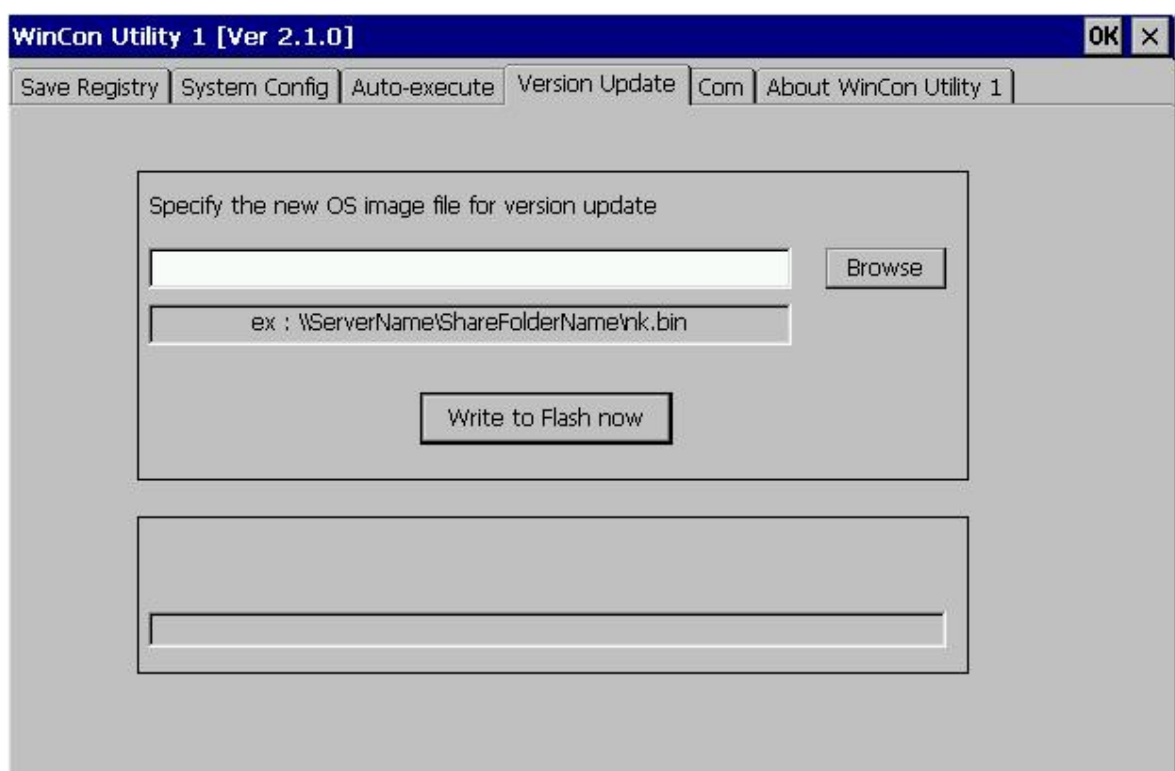 WinCon Utility 1 [Ver 2.1.0] OK ×
Save Registry System Config Auto-execute Version Update Com About WinCon Utility 1
Specify the new OS image file for version update
Browse
ex : \\ServerName\ShareFolderName\nk.bin
Write to Flash now